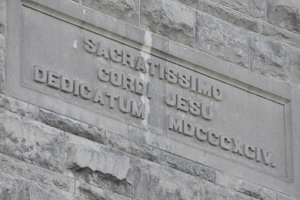 SACRATISSIMO
CORDI JESU
DEDICATUM MDCCCXCIV.